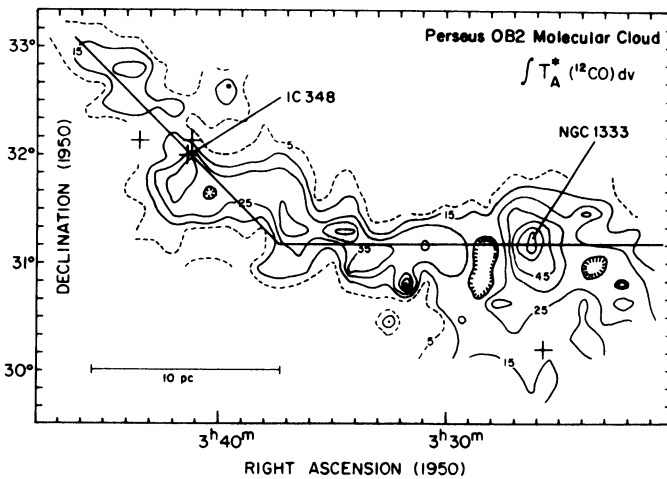 Perseus OB2 Molecular Cloud
∫ T*A (12CO) dv
IC 348
NGC 1333
33°
32°
31°
30°
DECLINATION (1950)
15
5
25
35
15
45
25
15
5
10 pc
3h40m
3h30m
RIGHT ASCENSION (1950)